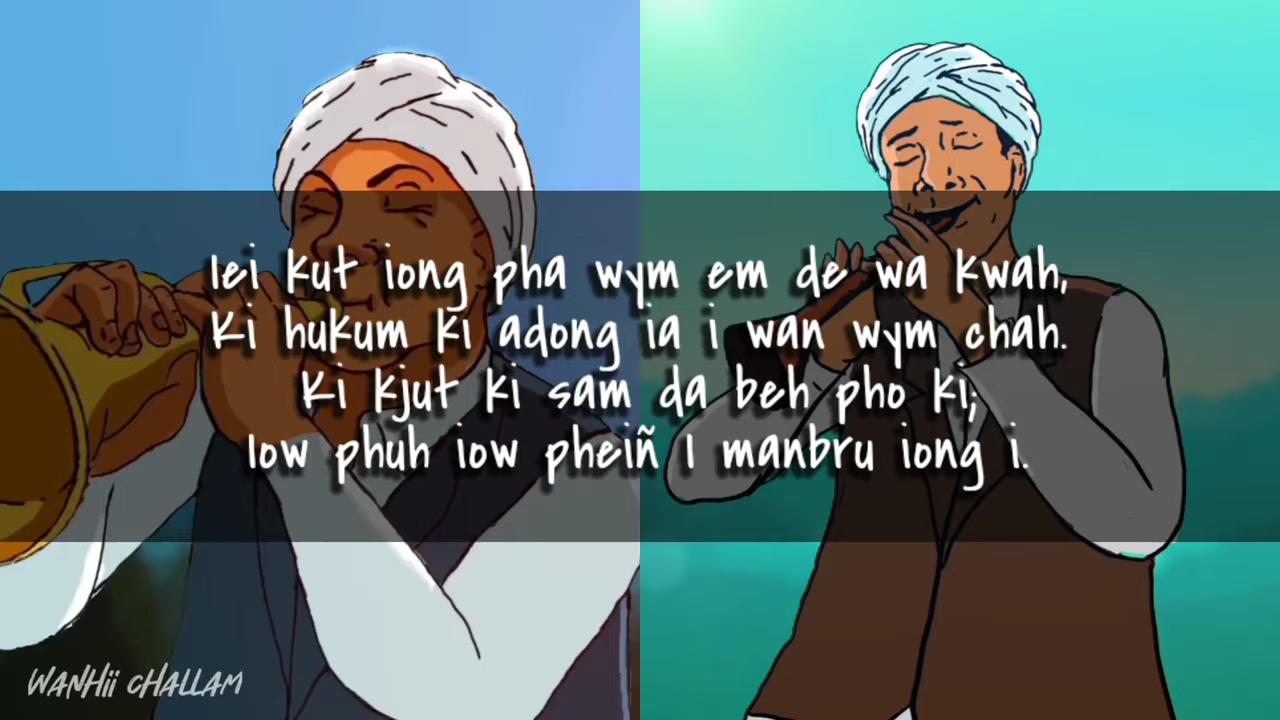 Iei kut iong pha wym em de wa kwah,
Ki hukum ki adong ia i wan wym chah.
Ki kjut ki sam da beh pho ki;
Iow phuh iow pheiñ I manbru iong i.
WANHii CHALLAM